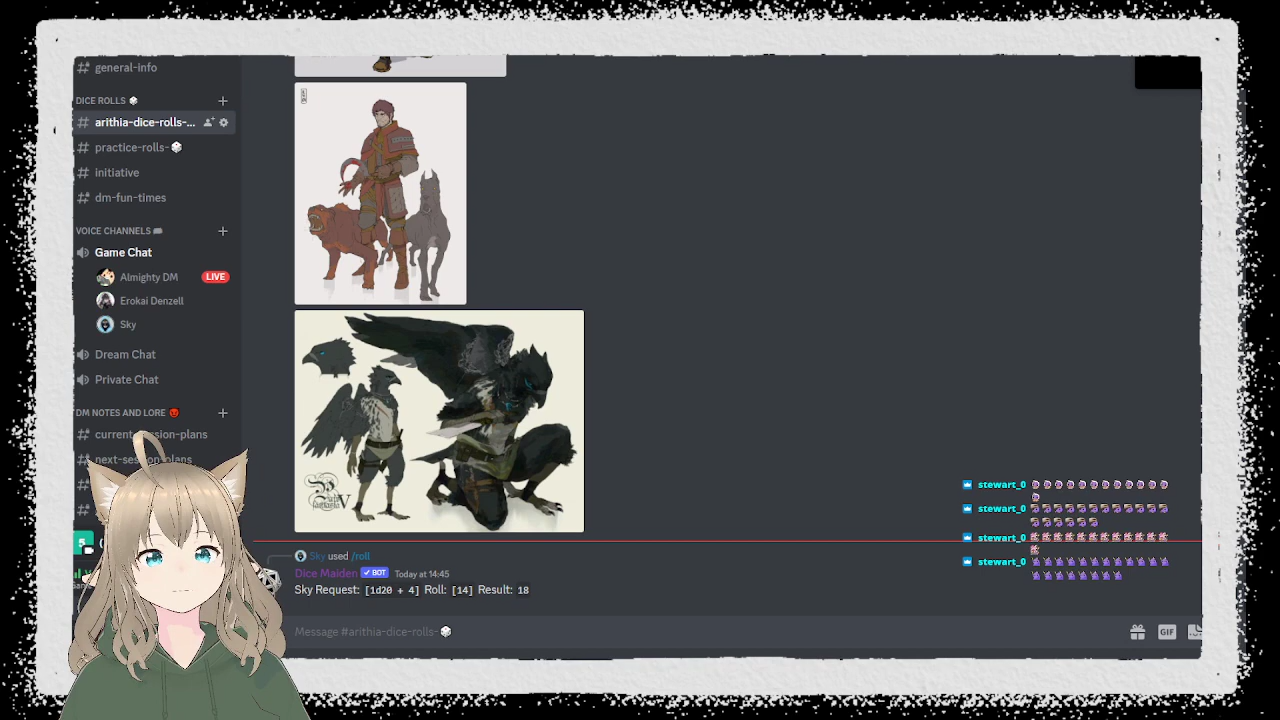 general-info
DICE ROLLS
arithia-dice-rolls-...
practice-rolls-
initiative
dm-fun-times
VOICE CHANNELS
Game Chat
Almighty DM
LIVE
Erokai Denzell
Sky
Dream Chat
Private Chat
DM NOTES AND LORE
current-session-plans
next-session-plans
stewart_0
stewart_0
stewart_0
stewart_0
Sky used /roll
Dice Maiden ✓ BOT Today at 14:45
Sky Request: [1d20 + 4] Roll: [14] Result: 18
Message #arithia-dice-rolls-
GIF